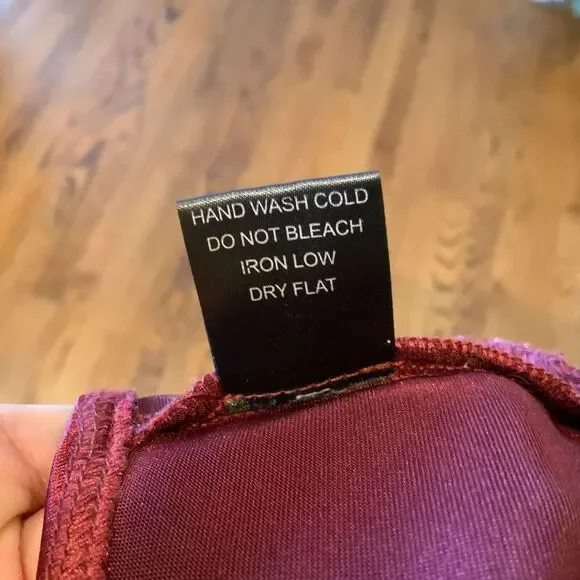 HAND WASH COLD
DO NOT BLEACH
IRON LOW
DRY FLAT